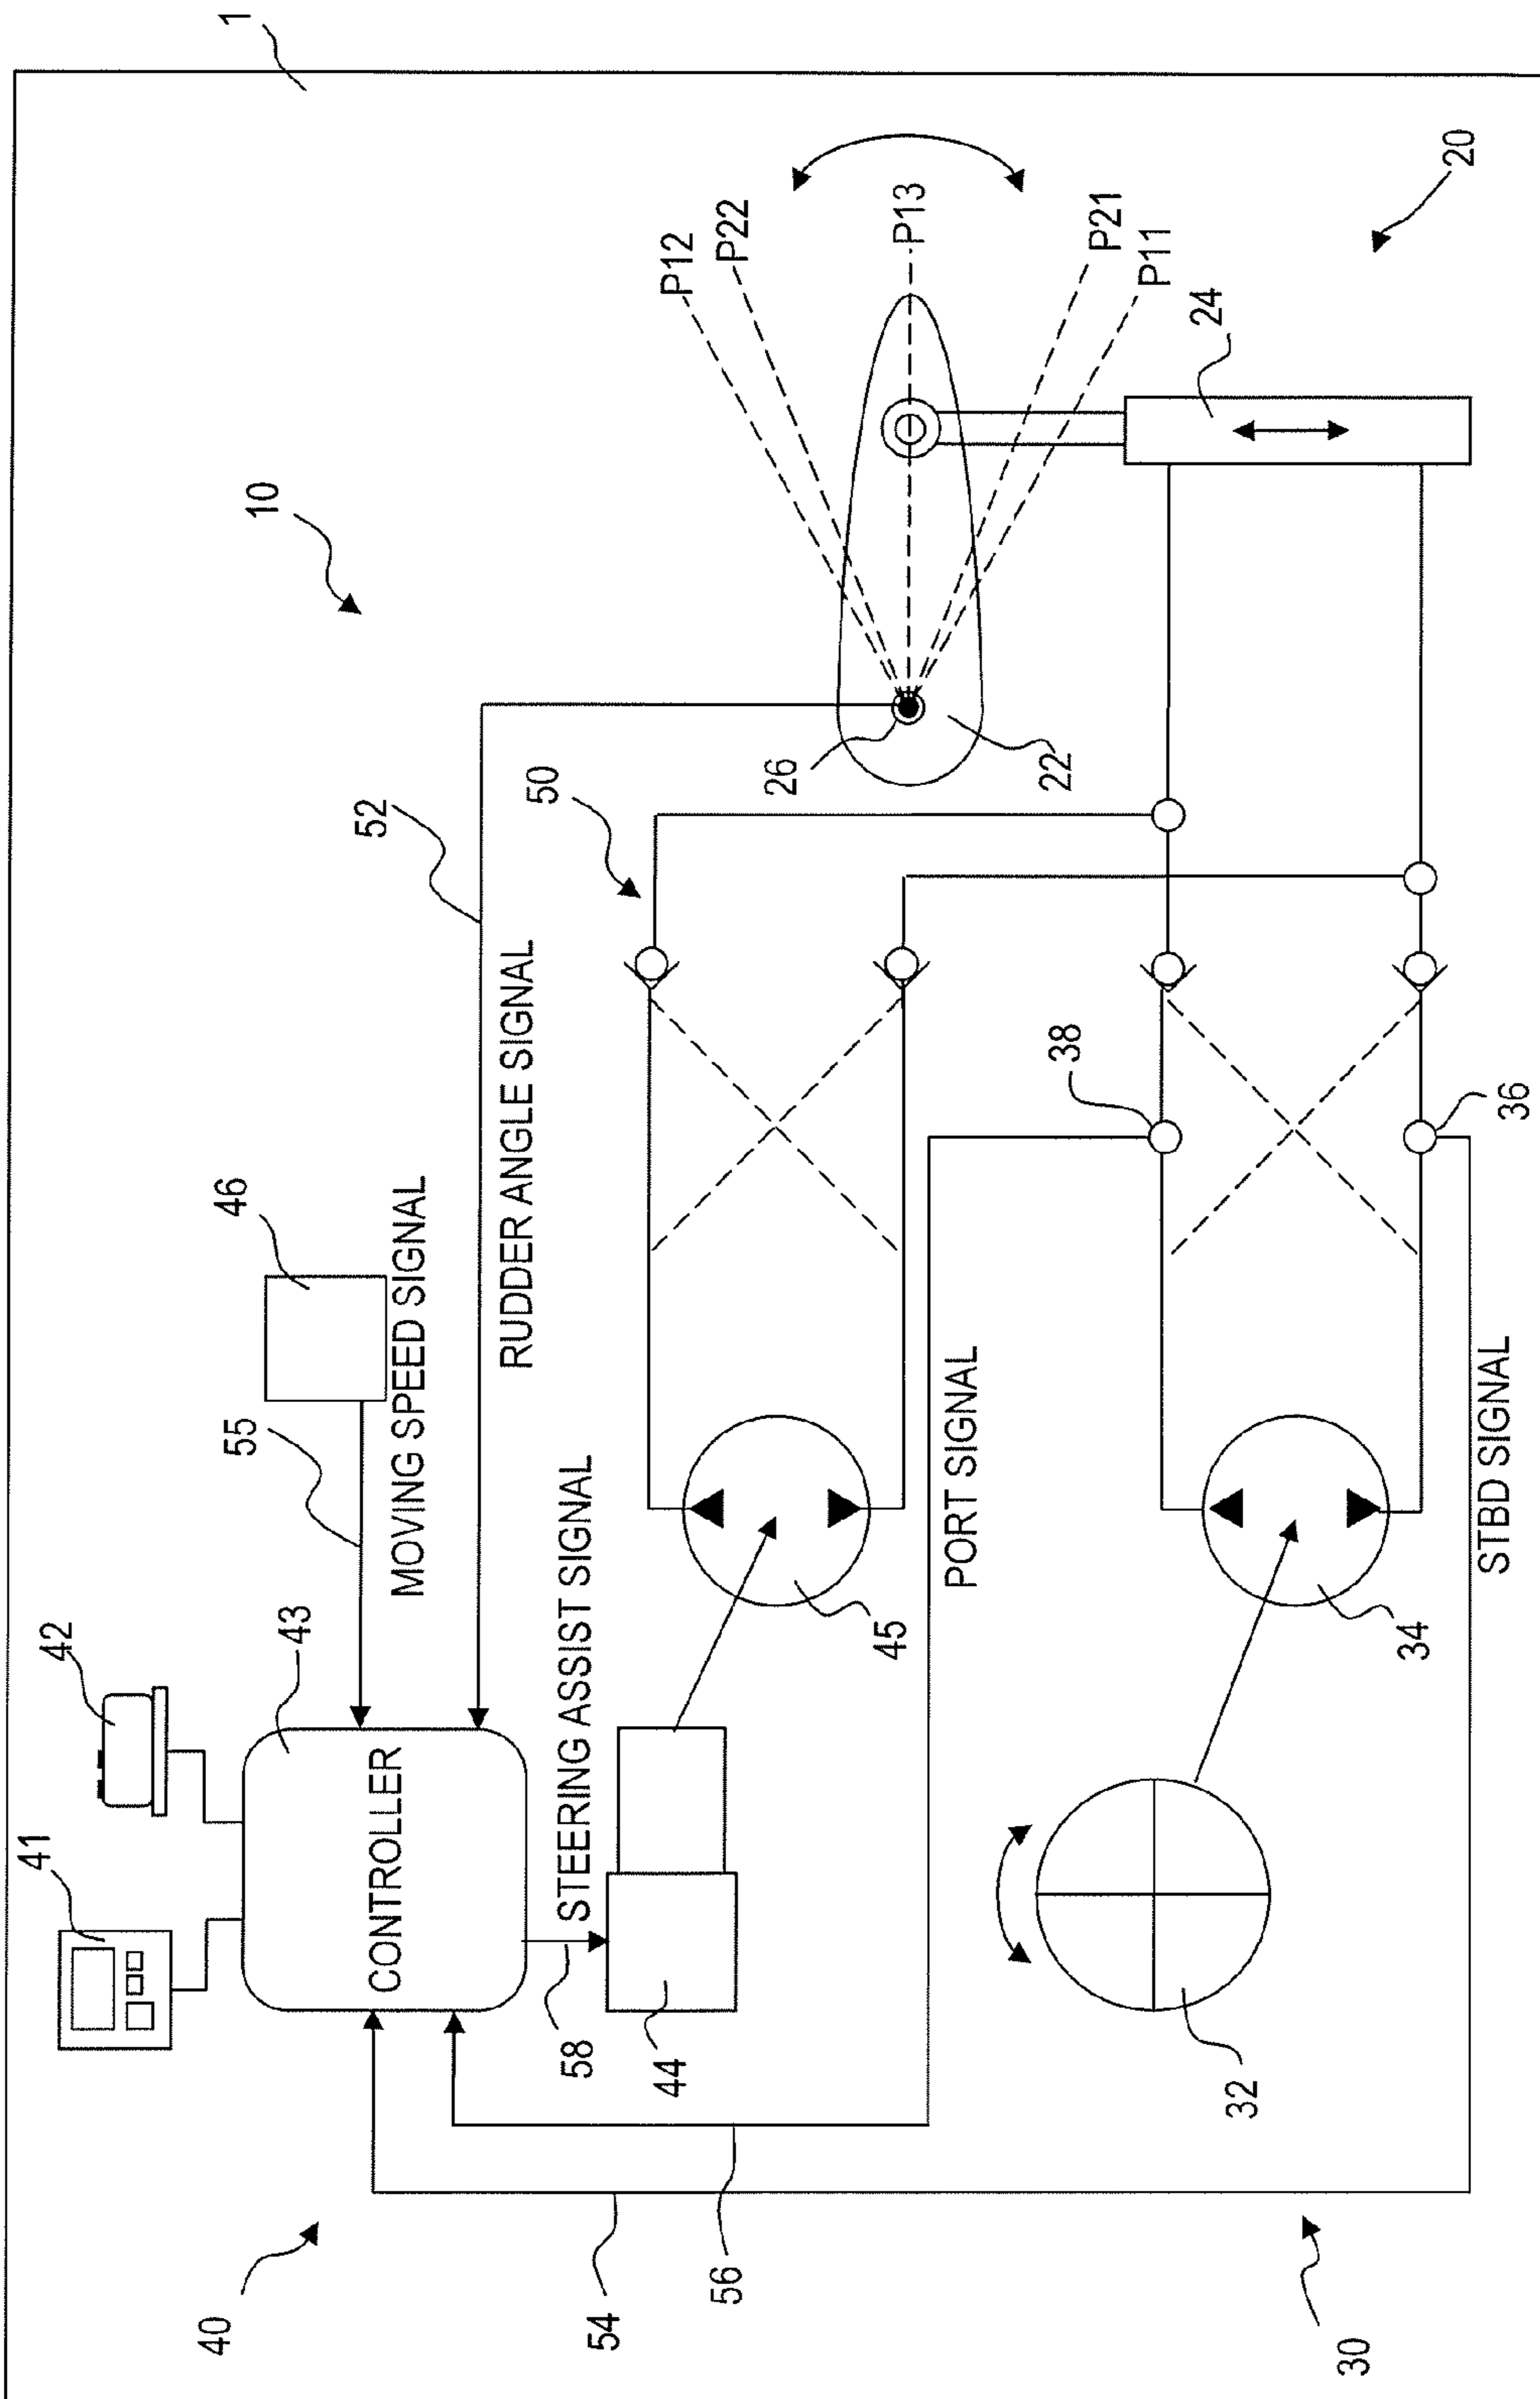 1
10
P12
P22
P13
P21
P11
20
24
26
22
50
52
RUDDER ANGLE SIGNAL
38
36
46
MOVING SPEED SIGNAL
55
42
43
41
CONTROLLER
STEERING ASSIST SIGNAL
58
44
45
PORT SIGNAL
34
STBD SIGNAL
32
40
54
56
30